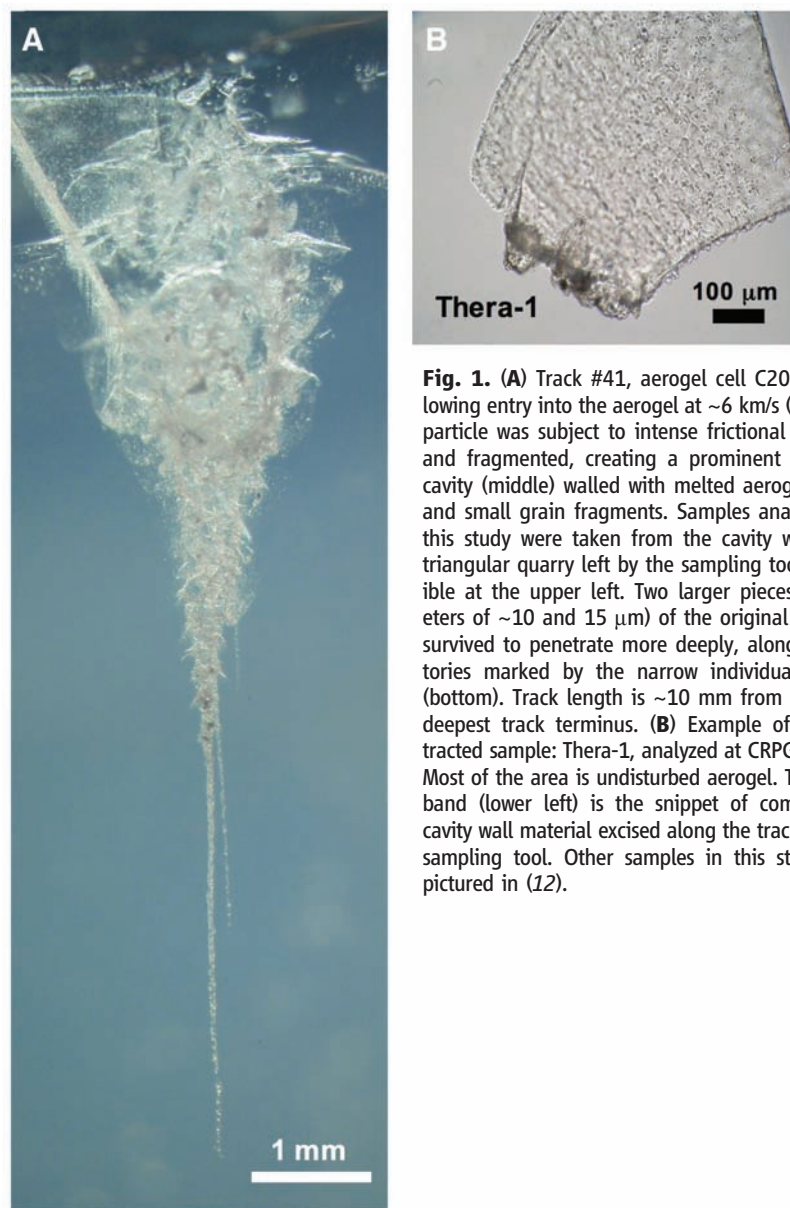 A
B
Thera-1
100 μm
1 mm
Fig. 1. (A) Track #41, aerogel cell C20
lowing entry into the aerogel at ~6 km/s (
particle was subject to intense frictional
and fragmented, creating a prominent
cavity (middle) walled with melted aerog
and small grain fragments. Samples ana
this study were taken from the cavity w
triangular quarry left by the sampling too
ible at the upper left. Two larger pieces
eters of ~10 and 15 μm) of the original
survived to penetrate more deeply, along
tories marked by the narrow individua
(bottom). Track length is ~10 mm from
deepest track terminus. (B) Example of
tracted sample: Thera-1, analyzed at CRPG
Most of the area is undisturbed aerogel. T
band (lower left) is the snippet of com
cavity wall material excised along the trac
sampling tool. Other samples in this st
pictured in (12).